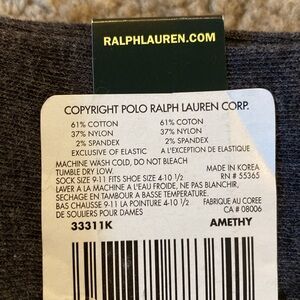 RALPHLAUREN.COM
COPYRIGHT POLO RALPH LAUREN CORP.
61% COTTON 61% COTTON
37% NYLON 37% NYLON
2% SPANDEX 2% SPANDEX
EXCLUSIVE OF ELASTIC A L'EXCEPTION DE ELASTIQUE
MACHINE WASH COLD, DO NOT BLEACH
TUMBLE DRY LOW. MADE IN KOREA
SOCK SIZE 9-11 FITS SHOE SIZE 4-10 1/2 RN # 55365
LAVER A LA MACHINE A L'EAU FROIDE, NE PAS BLANCHIR,
SECHAGE EN TAMBOUR A BASSE TEMPERATURE.
BAS CHAUSSE 9-11 LA POINTURE 4-10 1/2 FABRIQUE AU COREE
DE SOULIERS POUR DAMES CA # 08006
33311K AMETHY